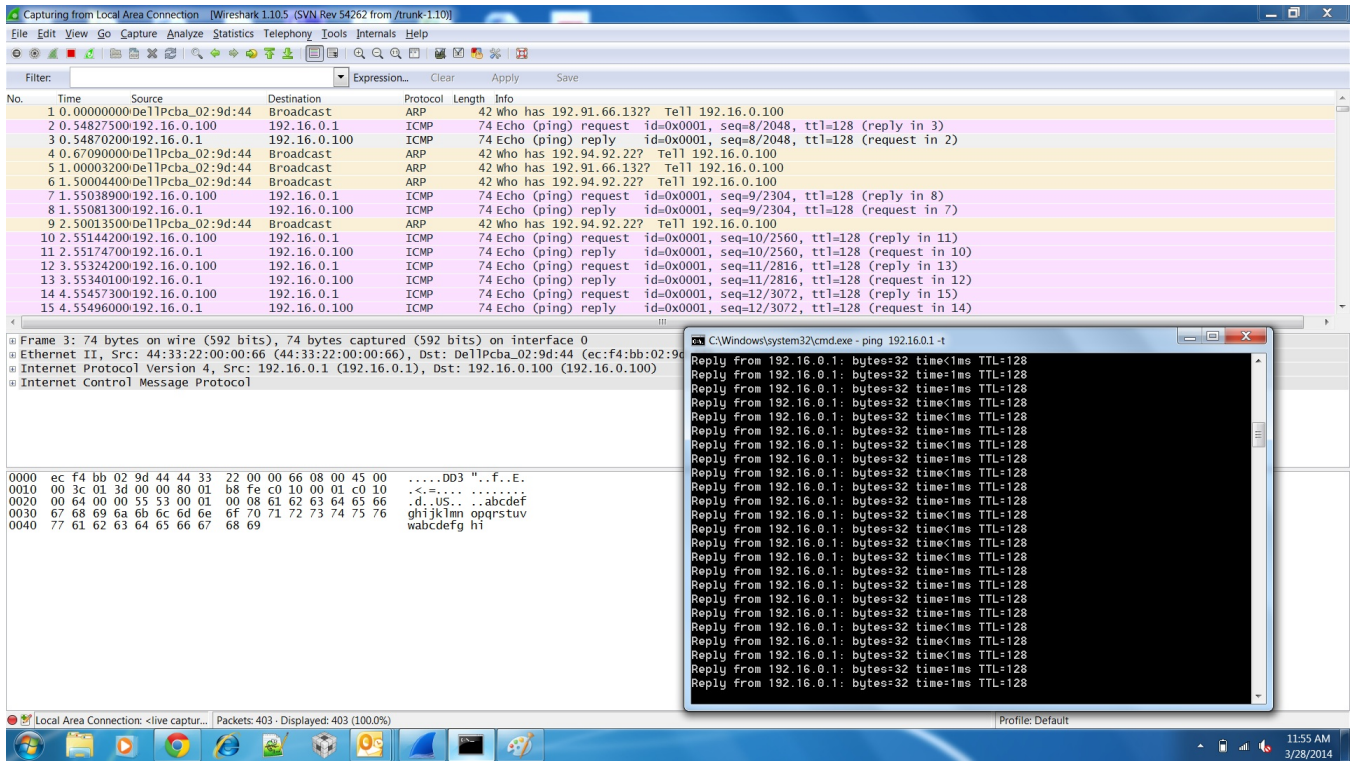 Capturing from Local Area Connection [Wireshark 1.10.5 (SVN Rev 54262 from /trunk-1.10)]
File Edit View Go Capture Analyze Statistics Telephony Tools Internals Help
Filter: Expression... Clear Apply Save
No. Time Source Destination Protocol Length Info
1 0.00000000 DellPcba_02:9d:44 Broadcast ARP 42 Who has 192.91.66.132? Tell 192.16.0.100
2 0.54827500 192.16.0.100 192.16.0.1 ICMP 74 Echo (ping) request id=0x0001, seq=8/2048, ttl=128 (reply in 3)
3 0.54870200 192.16.0.1 192.16.0.100 ICMP 74 Echo (ping) reply id=0x0001, seq=8/2048, ttl=128 (request in 2)
4 0.67090000 DellPcba_02:9d:44 Broadcast ARP 42 Who has 192.94.92.22? Tell 192.16.0.100
5 1.00003200 DellPcba_02:9d:44 Broadcast ARP 42 Who has 192.91.66.132? Tell 192.16.0.100
6 1.50004400 DellPcba_02:9d:44 Broadcast ARP 42 Who has 192.94.92.22? Tell 192.16.0.100
7 1.55038900 192.16.0.100 192.16.0.1 ICMP 74 Echo (ping) request id=0x0001, seq=9/2304, ttl=128 (reply in 8)
8 1.55081300 192.16.0.1 192.16.0.100 ICMP 74 Echo (ping) reply id=0x0001, seq=9/2304, ttl=128 (request in 7)
9 2.50013500 DellPcba_02:9d:44 Broadcast ARP 42 Who has 192.94.92.22? Tell 192.16.0.100
10 2.55144200 192.16.0.100 192.16.0.1 ICMP 74 Echo (ping) request id=0x0001, seq=10/2560, ttl=128 (reply in 11)
11 2.55174700 192.16.0.1 192.16.0.100 ICMP 74 Echo (ping) reply id=0x0001, seq=10/2560, ttl=128 (request in 10)
12 3.55324200 192.16.0.100 192.16.0.1 ICMP 74 Echo (ping) request id=0x0001, seq=11/2816, ttl=128 (reply in 13)
13 3.55340100 192.16.0.1 192.16.0.100 ICMP 74 Echo (ping) reply id=0x0001, seq=11/2816, ttl=128 (request in 12)
14 4.55457300 192.16.0.100 192.16.0.1 ICMP 74 Echo (ping) request id=0x0001, seq=12/3072, ttl=128 (reply in 15)
15 4.55496000 192.16.0.1 192.16.0.100 ICMP 74 Echo (ping) reply id=0x0001, seq=12/3072, ttl=128 (request in 14)
Frame 3: 74 bytes on wire (592 bits), 74 bytes captured (592 bits) on interface 0
Ethernet II, Src: 44:33:22:00:00:66 (44:33:22:00:00:66), Dst: DellPcba_02:9d:44 (ec:f4:bb:02:9d
Internet Protocol Version 4, Src: 192.16.0.1 (192.16.0.1), Dst: 192.16.0.100 (192.16.0.100)
Internet Control Message Protocol
0000 ec f4 bb 02 9d 44 44 33 22 00 00 66 08 00 45 00 .....DD3 "..f..E.
0010 00 3c 01 3d 00 00 80 01 b8 fe c0 10 00 01 c0 10 .<.=.... ........
0020 00 64 00 00 55 53 00 01 00 08 61 62 63 64 65 66 .d..US.. ..abcdef
0030 67 68 69 6a 6b 6c 6d 6e 6f 70 71 72 73 74 75 76 ghijklmn opqrstuv
0040 77 61 62 63 64 65 66 67 68 69 wabcdefg hi
C:\Windows\system32\cmd.exe - ping 192.16.0.1 -t
Reply from 192.16.0.1: bytes=32 time<1ms TTL=128
Reply from 192.16.0.1: bytes=32 time<1ms TTL=128
Reply from 192.16.0.1: bytes=32 time=1ms TTL=128
Reply from 192.16.0.1: bytes=32 time<1ms TTL=128
Reply from 192.16.0.1: bytes=32 time<1ms TTL=128
Reply from 192.16.0.1: bytes=32 time=1ms TTL=128
Reply from 192.16.0.1: bytes=32 time<1ms TTL=128
Reply from 192.16.0.1: bytes=32 time<1ms TTL=128
Reply from 192.16.0.1: bytes=32 time=1ms TTL=128
Reply from 192.16.0.1: bytes=32 time<1ms TTL=128
Reply from 192.16.0.1: bytes=32 time=1ms TTL=128
Reply from 192.16.0.1: bytes=32 time<1ms TTL=128
Reply from 192.16.0.1: bytes=32 time<1ms TTL=128
Reply from 192.16.0.1: bytes=32 time<1ms TTL=128
Reply from 192.16.0.1: bytes=32 time<1ms TTL=128
Reply from 192.16.0.1: bytes=32 time=1ms TTL=128
Reply from 192.16.0.1: bytes=32 time=1ms TTL=128
Reply from 192.16.0.1: bytes=32 time=1ms TTL=128
Reply from 192.16.0.1: bytes=32 time<1ms TTL=128
Reply from 192.16.0.1: bytes=32 time<1ms TTL=128
Reply from 192.16.0.1: bytes=32 time<1ms TTL=128
Reply from 192.16.0.1: bytes=32 time<1ms TTL=128
Reply from 192.16.0.1: bytes=32 time=1ms TTL=128
Reply from 192.16.0.1: bytes=32 time=1ms TTL=128
Local Area Connection: <live captur... Packets: 403 · Displayed: 403 (100.0%) Profile: Default
11:55 AM
3/28/2014